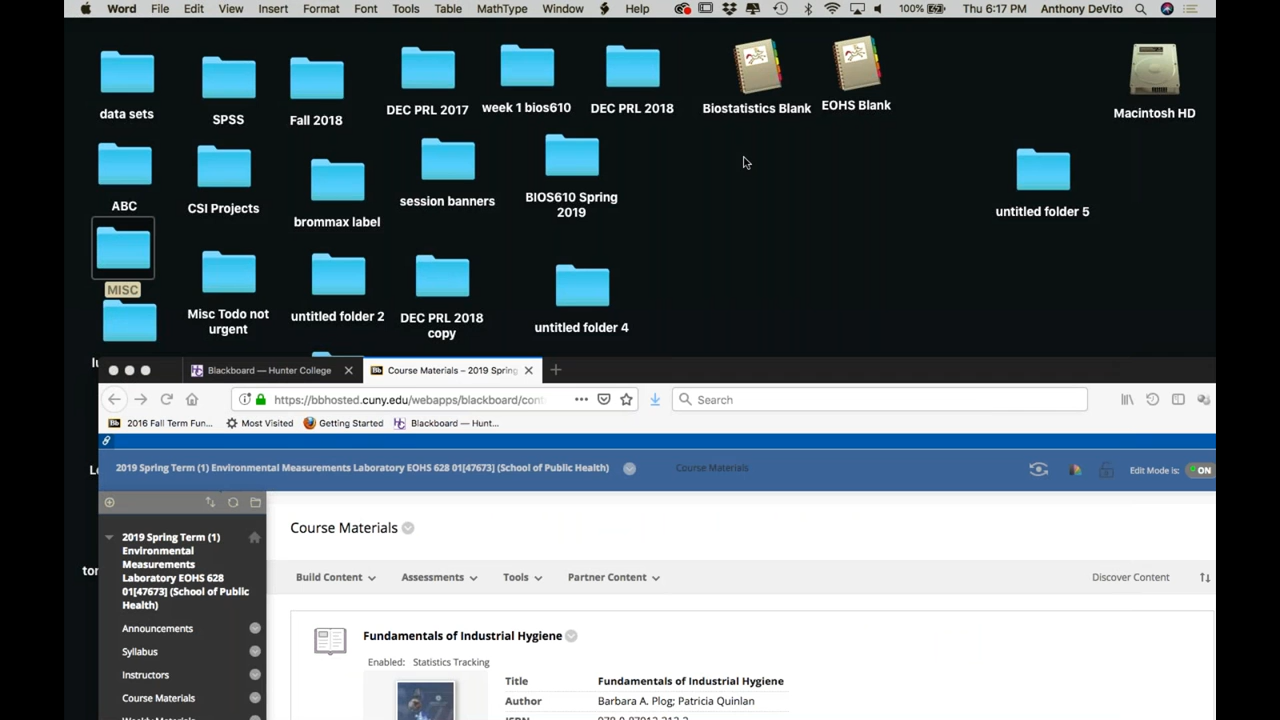 Word File Edit View Insert Format Font Tools Table MathType Window Help 100% Thu 6:17 PM Anthony DeVito
data sets
SPSS
Fall 2018
DEC PRL 2017
week 1 bios610
DEC PRL 2018
Biostatistics Blank
EOHS Blank
Macintosh HD
ABC
CSI Projects
brommax label
session banners
BIOS610 Spring
2019
untitled folder 5
MISC
Misc Todo not
urgent
untitled folder 2
DEC PRL 2018
copy
untitled folder 4
Blackboard — Hunter College
Course Materials – 2019 Spring
https://bbhosted.cuny.edu/webapps/blackboard/con
Search
2016 Fall Term Fun...
Most Visited
Getting Started
Blackboard — Hunt...
2019 Spring Term (1) Environmental Measurements Laboratory EOHS 628 01[47673] (School of Public Health)
Course Materials
Edit Mode is: ON
2019 Spring Term (1)
Environmental
Measurements
Laboratory EOHS 628
01[47673] (School of Public
Health)
Announcements
Syllabus
Instructors
Course Materials
Course Materials
Build Content
Assessments
Tools
Partner Content
Discover Content
Fundamentals of Industrial Hygiene
Enabled: Statistics Tracking
Title Fundamentals of Industrial Hygiene
Author Barbara A. Plog; Patricia Quinlan